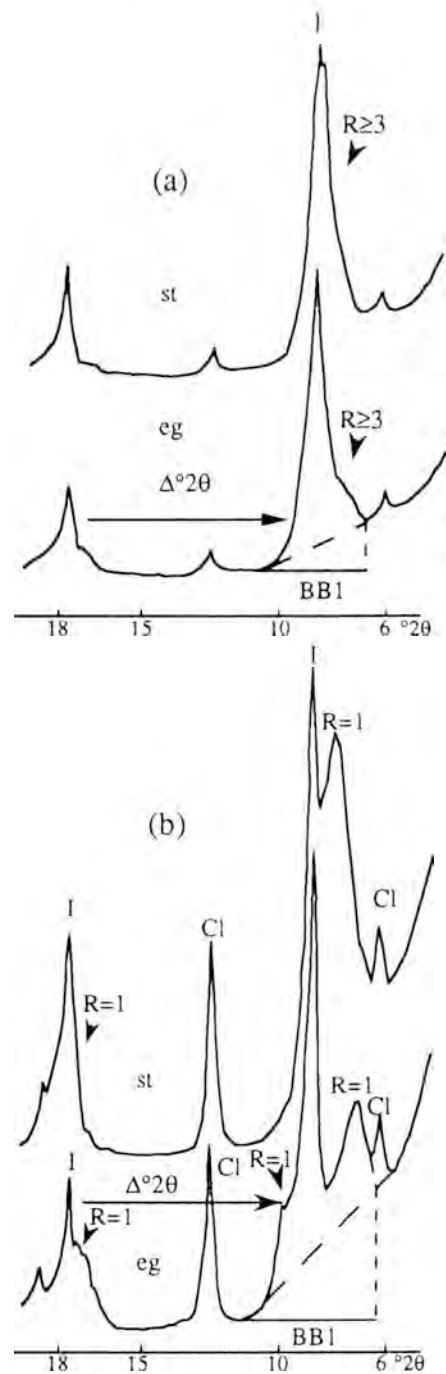 I
R≥3
(a)
st
eg
R≥3
Δ°2θ
BB1
18 15 10 6 °2θ
I
R=1
(b)
I
Cl
Cl
R=1
st
R=1
Cl
I
Δ°2θ
Cl
R=1
R=1
eg
BB1
18 15 10 6 °2θ